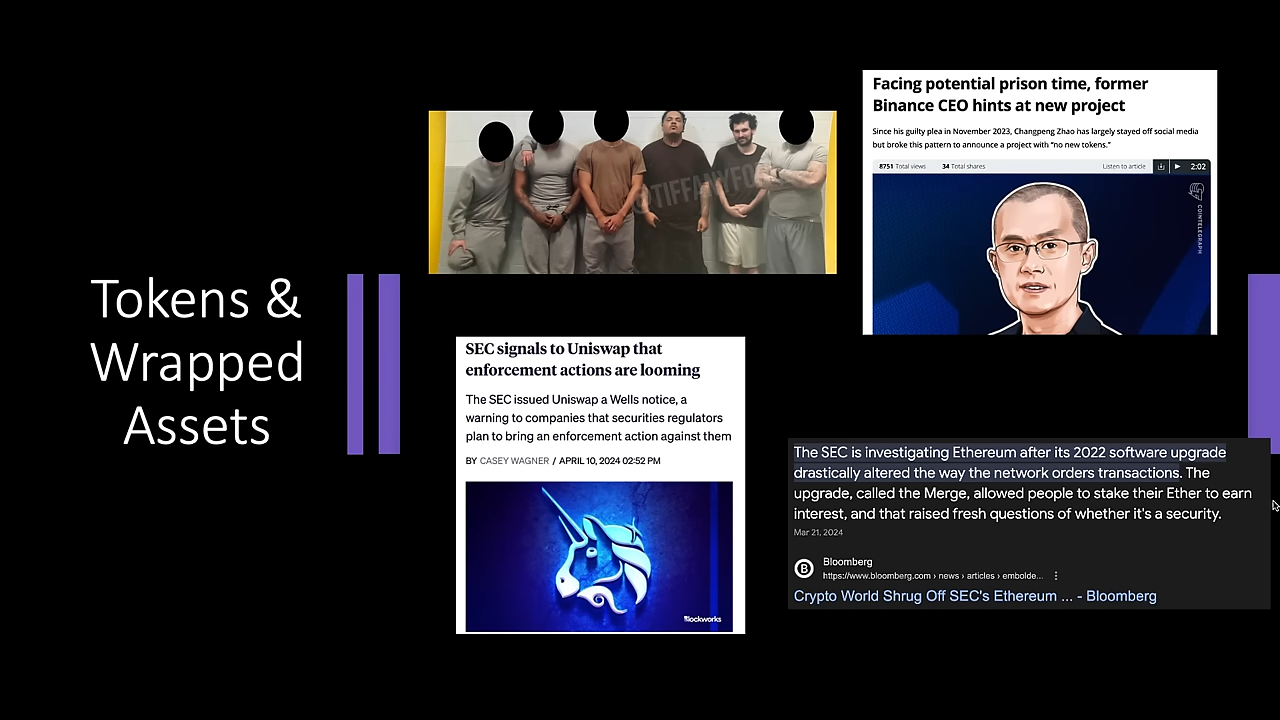 Tokens &
Wrapped
Assets
@TIFFANYFO
Facing potential prison time, former
Binance CEO hints at new project
Since his guilty plea in November 2023, Changpeng Zhao has largely stayed off social media
but broke this pattern to announce a project with “no new tokens.”
8751 Total views 34 Total shares Listen to article 2:02
COINTELEGRAPH
SEC signals to Uniswap that
enforcement actions are looming
The SEC issued Uniswap a Wells notice, a
warning to companies that securities regulators
plan to bring an enforcement action against them
BY CASEY WAGNER / APRIL 10, 2024 02:52 PM
Blockworks
The SEC is investigating Ethereum after its 2022 software upgrade
drastically altered the way the network orders transactions. The
upgrade, called the Merge, allowed people to stake their Ether to earn
interest, and that raised fresh questions of whether it's a security.
Mar 21, 2024
B
Bloomberg
https://www.bloomberg.com › news › articles › embolde...
Crypto World Shrug Off SEC's Ethereum ... - Bloomberg